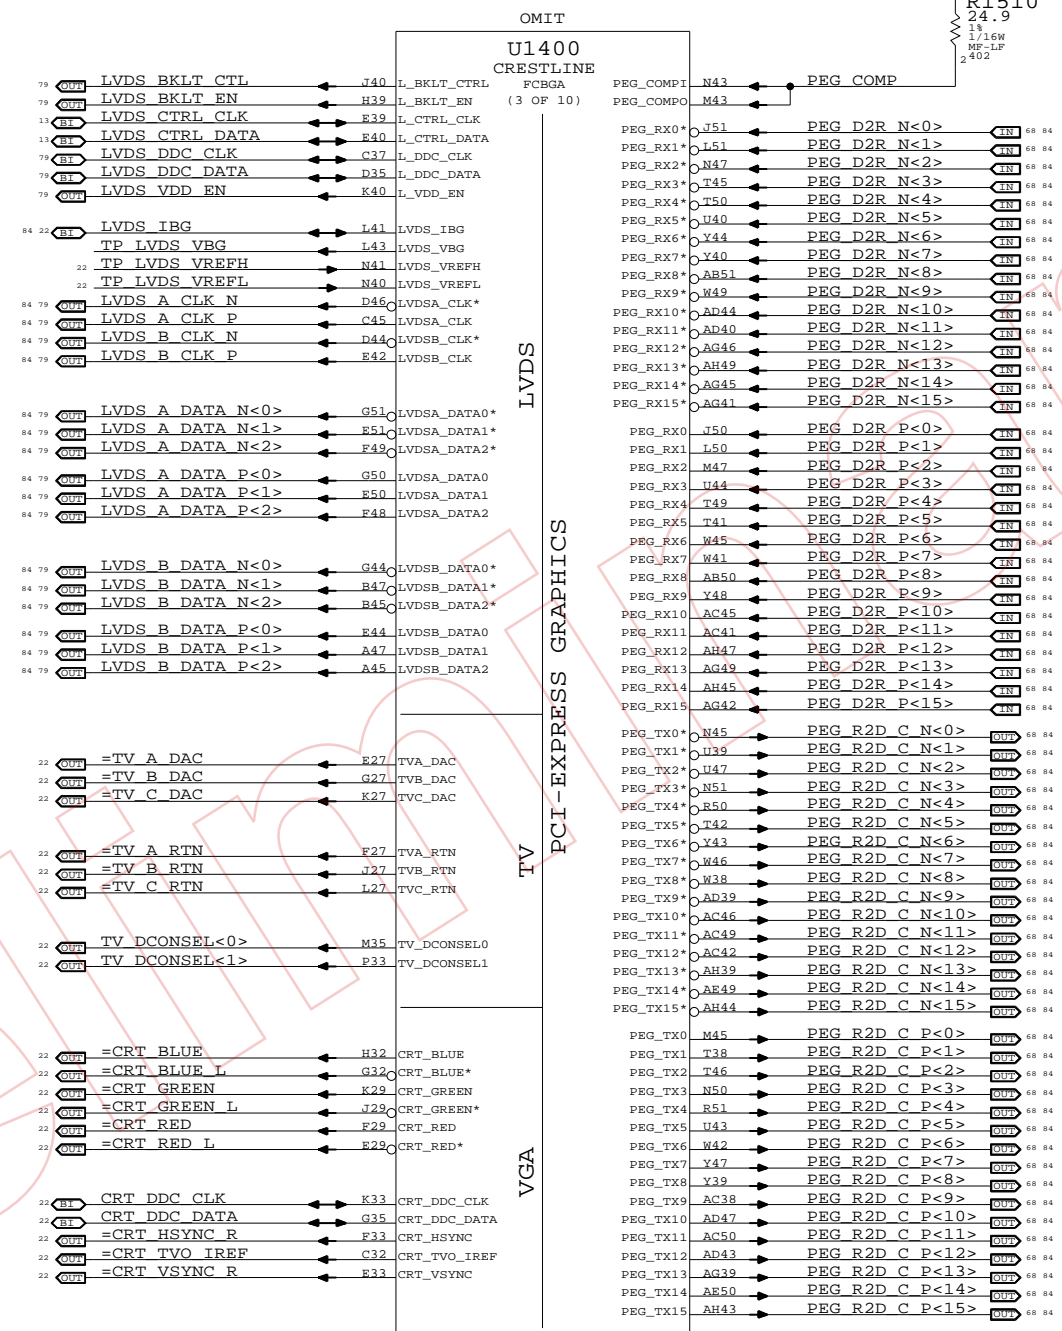 OMIT
R1510
24.9
1%
1/16W
MF-LF
402
2
U1400
CRESTLINE
FCBGA
(3 OF 10)
LVDS
PCI-EXPRESS GRAPHICS
TV
VGA
79 OUT LVDS_BKLT_CTL J40 L_BKLT_CTRL
79 OUT LVDS_BKLT_EN H39 L_BKLT_EN
13 BI LVDS_CTRL_CLK E39 L_CTRL_CLK
13 BI LVDS_CTRL_DATA E40 L_CTRL_DATA
79 BI LVDS_DDC_CLK C37 L_DDC_CLK
79 BI LVDS_DDC_DATA D35 L_DDC_DATA
79 OUT LVDS_VDD_EN K40 L_VDD_EN
84 22 BI LVDS_IBG L41 LVDS_IBG
TP_LVDS_VBG L43 LVDS_VBG
22 TP_LVDS_VREFH N41 LVDS_VREFH
22 TP_LVDS_VREFL N40 LVDS_VREFL
84 79 OUT LVDS_A_CLK_N D46 LVDSA_CLK*
84 79 OUT LVDS_A_CLK_P C45 LVDSA_CLK
84 79 OUT LVDS_B_CLK_N D44 LVDSB_CLK*
84 79 OUT LVDS_B_CLK_P E42 LVDSB_CLK
84 79 OUT LVDS_A_DATA_N<0> G51 LVDSA_DATA0*
84 79 OUT LVDS_A_DATA_N<1> E51 LVDSA_DATA1*
84 79 OUT LVDS_A_DATA_N<2> F49 LVDSA_DATA2*
84 79 OUT LVDS_A_DATA_P<0> G50 LVDSA_DATA0
84 79 OUT LVDS_A_DATA_P<1> E50 LVDSA_DATA1
84 79 OUT LVDS_A_DATA_P<2> F48 LVDSA_DATA2
84 79 OUT LVDS_B_DATA_N<0> G44 LVDSB_DATA0*
84 79 OUT LVDS_B_DATA_N<1> B47 LVDSB_DATA1*
84 79 OUT LVDS_B_DATA_N<2> B45 LVDSB_DATA2*
84 79 OUT LVDS_B_DATA_P<0> E44 LVDSB_DATA0
84 79 OUT LVDS_B_DATA_P<1> A47 LVDSB_DATA1
84 79 OUT LVDS_B_DATA_P<2> A45 LVDSB_DATA2
22 OUT =TV_A_DAC E27 TVA_DAC
22 OUT =TV_B_DAC G27 TVB_DAC
22 OUT =TV_C_DAC K27 TVC_DAC
22 OUT =TV_A_RTN F27 TVA_RTN
22 OUT =TV_B_RTN J27 TVB_RTN
22 OUT =TV_C_RTN L27 TVC_RTN
22 OUT TV_DCONSEL<0> M35 TV_DCONSEL0
22 OUT TV_DCONSEL<1> P33 TV_DCONSEL1
22 OUT =CRT_BLUE H32 CRT_BLUE
22 OUT =CRT_BLUE_L G32 CRT_BLUE*
22 OUT =CRT_GREEN K29 CRT_GREEN
22 OUT =CRT_GREEN_L J29 CRT_GREEN*
22 OUT =CRT_RED F29 CRT_RED
22 OUT =CRT_RED_L E29 CRT_RED*
22 BI CRT_DDC_CLK K33 CRT_DDC_CLK
22 BI CRT_DDC_DATA G35 CRT_DDC_DATA
22 OUT =CRT_HSYNC_R F33 CRT_HSYNC
22 OUT =CRT_TVO_IREF C32 CRT_TVO_IREF
22 OUT =CRT_VSYNC_R E33 CRT_VSYNC
PEG_COMPI N43 PEG_COMP
PEG_COMPO M43
PEG_RX0* J51 PEG_D2R_N<0> IN 68 84
PEG_RX1* L51 PEG_D2R_N<1> IN 68 84
PEG_RX2* N47 PEG_D2R_N<2> IN 68 84
PEG_RX3* T45 PEG_D2R_N<3> IN 68 84
PEG_RX4* T50 PEG_D2R_N<4> IN 68 84
PEG_RX5* U40 PEG_D2R_N<5> IN 68 84
PEG_RX6* Y44 PEG_D2R_N<6> IN 68 84
PEG_RX7* Y40 PEG_D2R_N<7> IN 68 84
PEG_RX8* AB51 PEG_D2R_N<8> IN 68 84
PEG_RX9* W49 PEG_D2R_N<9> IN 68 84
PEG_RX10* AD44 PEG_D2R_N<10> IN 68 84
PEG_RX11* AD40 PEG_D2R_N<11> IN 68 84
PEG_RX12* AG46 PEG_D2R_N<12> IN 68 84
PEG_RX13* AH49 PEG_D2R_N<13> IN 68 84
PEG_RX14* AG45 PEG_D2R_N<14> IN 68 84
PEG_RX15* AG41 PEG_D2R_N<15> IN 68 84
PEG_RX0 J50 PEG_D2R_P<0> IN 68 84
PEG_RX1 L50 PEG_D2R_P<1> IN 68 84
PEG_RX2 M47 PEG_D2R_P<2> IN 68 84
PEG_RX3 U44 PEG_D2R_P<3> IN 68 84
PEG_RX4 T49 PEG_D2R_P<4> IN 68 84
PEG_RX5 T41 PEG_D2R_P<5> IN 68 84
PEG_RX6 W45 PEG_D2R_P<6> IN 68 84
PEG_RX7 W41 PEG_D2R_P<7> IN 68 84
PEG_RX8 AB50 PEG_D2R_P<8> IN 68 84
PEG_RX9 Y48 PEG_D2R_P<9> IN 68 84
PEG_RX10 AC45 PEG_D2R_P<10> IN 68 84
PEG_RX11 AC41 PEG_D2R_P<11> IN 68 84
PEG_RX12 AH47 PEG_D2R_P<12> IN 68 84
PEG_RX13 AG49 PEG_D2R_P<13> IN 68 84
PEG_RX14 AH45 PEG_D2R_P<14> IN 68 84
PEG_RX15 AG42 PEG_D2R_P<15> IN 68 84
PEG_TX0* N45 PEG_R2D_C_N<0> OUT 68 84
PEG_TX1* U39 PEG_R2D_C_N<1> OUT 68 84
PEG_TX2* U47 PEG_R2D_C_N<2> OUT 68 84
PEG_TX3* N51 PEG_R2D_C_N<3> OUT 68 84
PEG_TX4* R50 PEG_R2D_C_N<4> OUT 68 84
PEG_TX5* T42 PEG_R2D_C_N<5> OUT 68 84
PEG_TX6* Y43 PEG_R2D_C_N<6> OUT 68 84
PEG_TX7* W46 PEG_R2D_C_N<7> OUT 68 84
PEG_TX8* W38 PEG_R2D_C_N<8> OUT 68 84
PEG_TX9* AD39 PEG_R2D_C_N<9> OUT 68 84
PEG_TX10* AC46 PEG_R2D_C_N<10> OUT 68 84
PEG_TX11* AC49 PEG_R2D_C_N<11> OUT 68 84
PEG_TX12* AC42 PEG_R2D_C_N<12> OUT 68 84
PEG_TX13* AH39 PEG_R2D_C_N<13> OUT 68 84
PEG_TX14* AE49 PEG_R2D_C_N<14> OUT 68 84
PEG_TX15* AH44 PEG_R2D_C_N<15> OUT 68 84
PEG_TX0 M45 PEG_R2D_C_P<0> OUT 68 84
PEG_TX1 T38 PEG_R2D_C_P<1> OUT 68 84
PEG_TX2 T46 PEG_R2D_C_P<2> OUT 68 84
PEG_TX3 N50 PEG_R2D_C_P<3> OUT 68 84
PEG_TX4 R51 PEG_R2D_C_P<4> OUT 68 84
PEG_TX5 U43 PEG_R2D_C_P<5> OUT 68 84
PEG_TX6 W42 PEG_R2D_C_P<6> OUT 68 84
PEG_TX7 Y47 PEG_R2D_C_P<7> OUT 68 84
PEG_TX8 Y39 PEG_R2D_C_P<8> OUT 68 84
PEG_TX9 AC38 PEG_R2D_C_P<9> OUT 68 84
PEG_TX10 AD47 PEG_R2D_C_P<10> OUT 68 84
PEG_TX11 AC50 PEG_R2D_C_P<11> OUT 68 84
PEG_TX12 AD43 PEG_R2D_C_P<12> OUT 68 84
PEG_TX13 AG39 PEG_R2D_C_P<13> OUT 68 84
PEG_TX14 AE50 PEG_R2D_C_P<14> OUT 68 84
PEG_TX15 AH43 PEG_R2D_C_P<15> OUT 68 84